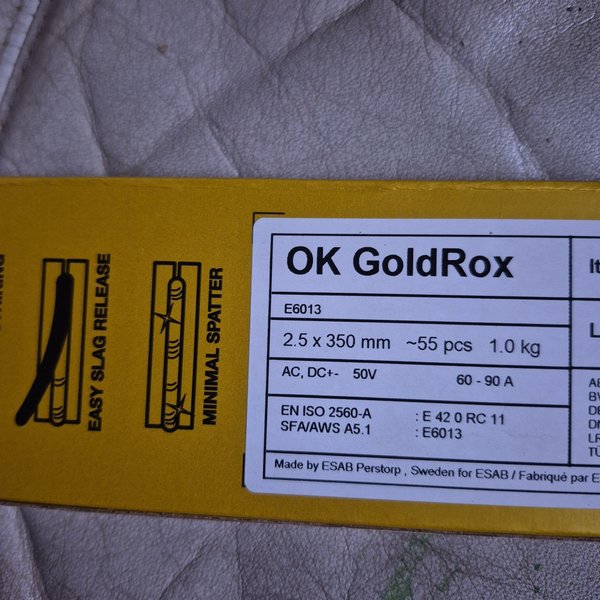 EASY SLAG RELEASE
MINIMAL SPATTER
OK GoldRox
E6013
2.5 x 350 mm ~55 pcs 1.0 kg
AC, DC+- 50V 60 - 90 A
EN ISO 2560-A : E 42 0 RC 11
SFA/AWS A5.1 : E6013
Made by ESAB Perstorp , Sweden for ESAB / Fabriqué par